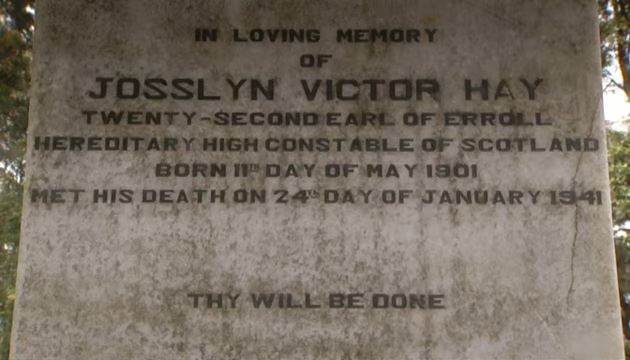 IN LOVING MEMORY
OF
JOSSLYN VICTOR HAY
TWENTY-SECOND EARL OF ERROLL
HEREDITARY HIGH CONSTABLE OF SCOTLAND
BORN 11TH DAY OF MAY 1901
MET HIS DEATH ON 24TH DAY OF JANUARY 1941
THY WILL BE DONE